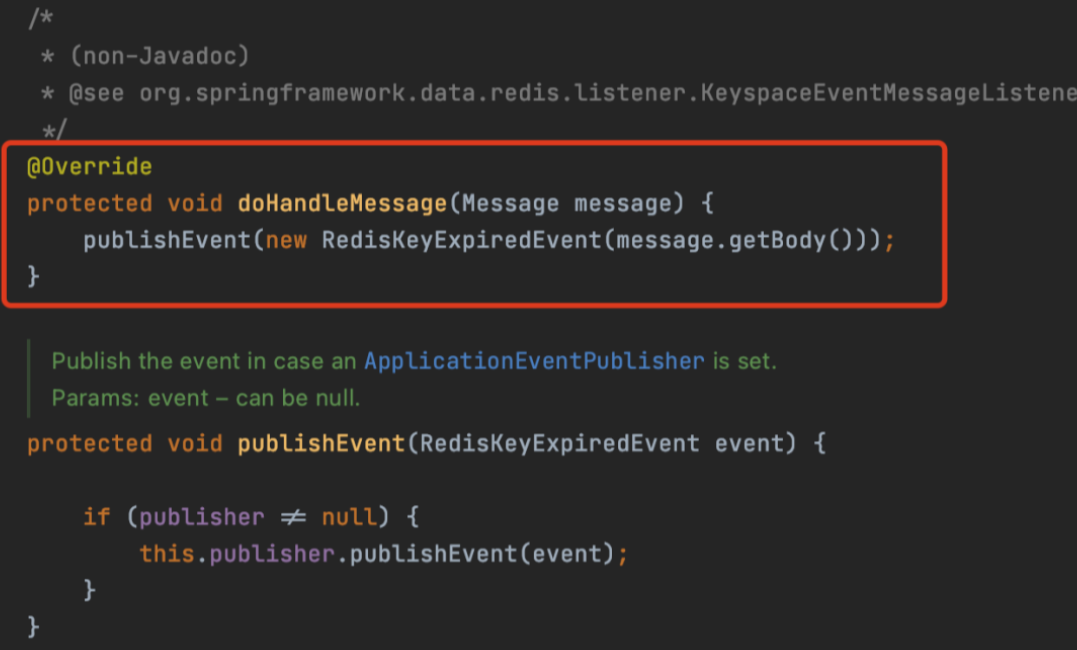 /*
* (non-Javadoc)
* @see org.springframework.data.redis.listener.KeyspaceEventMessageListene
*/
@Override
protected void doHandleMessage(Message message) {
publishEvent(new RedisKeyExpiredEvent(message.getBody()));
}
Publish the event in case an ApplicationEventPublisher is set.
Params: event – can be null.
protected void publishEvent(RedisKeyExpiredEvent event) {
if (publisher ≠ null) {
this.publisher.publishEvent(event);
}
}